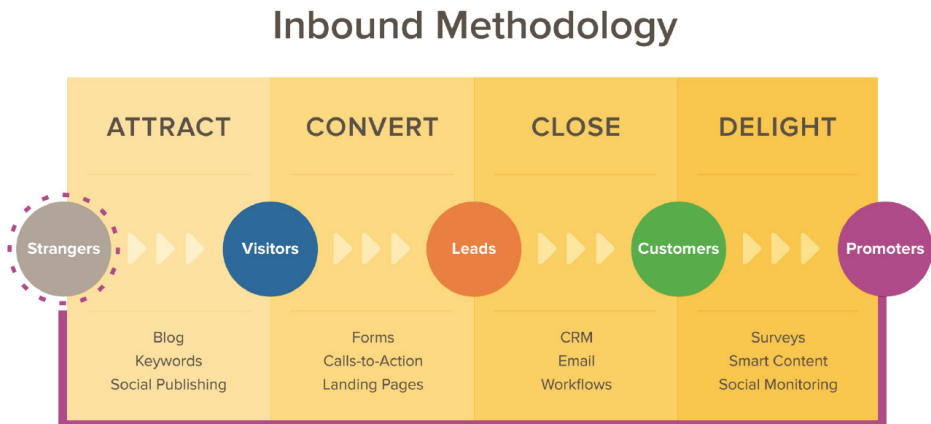 Inbound Methodology
ATTRACT
CONVERT
CLOSE
DELIGHT
Strangers
Visitors
Leads
Customers
Promoters
Blog
Keywords
Social Publishing
Forms
Calls-to-Action
Landing Pages
CRM
Email
Workflows
Surveys
Smart Content
Social Monitoring